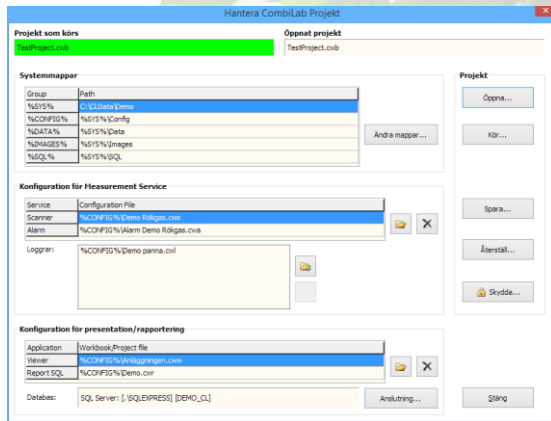 Hantera CombiLab Projekt
Projekt som körs
Öppnat projekt
TestProject.cwb
TestProject.cwb
Systemmappar
Projekt
Group Path
%SYS% C:\CLData\Demo
%CONFIG% %SYS%\Config
%DATA% %SYS%\Data
%IMAGES% %SYS%\Images
%SQL% %SYS%\SQL
Ändra mappar...
Öppna...
Kör...
Konfiguration för Measurement Service
Service Configuration File
Scanner %CONFIG%\Demo Rökgas.cws
Alarm %CONFIG%\Alarm Demo Rökgas.cwa
Spara...
Loggrar: %CONFIG%\Demo panna.cwl
Återställ...
Skydda...
Konfiguration för presentation/rapportering
Application Workbook/Project file
Viewer %CONFIG%\Anläggningen.cww
Report SQL %CONFIG%\Demo.cwr
Databas: SQL Server: [.\SQLEXPRESS] [DEMO_CL]
Anslutning...
Stäng